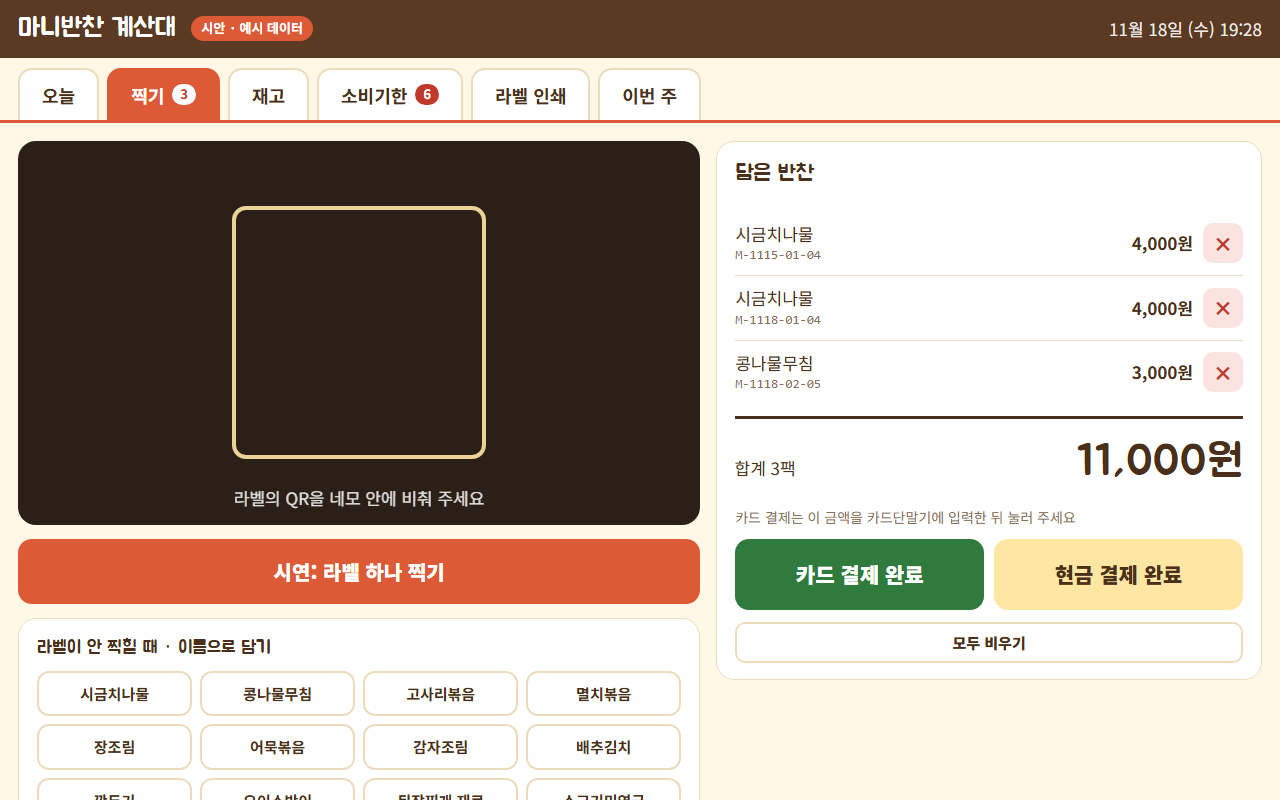 마니반찬 계산대
시안 · 예시 데이터
11월 18일 (수) 19:28
오늘
찍기 3
재고
소비기한 6
라벨 인쇄
이번 주
라벨의 QR을 네모 안에 비춰 주세요
시연: 라벨 하나 찍기
라벨이 안 찍힐 때 · 이름으로 담기
시금치나물 콩나물무침 고사리볶음 멸치볶음
장조림 어묵볶음 감자조림 배추김치
담은 반찬
시금치나물
M-1115-01-04
4,000원 ✕
시금치나물
M-1118-01-04
4,000원 ✕
콩나물무침
M-1118-02-05
3,000원 ✕
합계 3팩
11,000원
카드 결제는 이 금액을 카드단말기에 입력한 뒤 눌러 주세요
카드 결제 완료
현금 결제 완료
모두 비우기